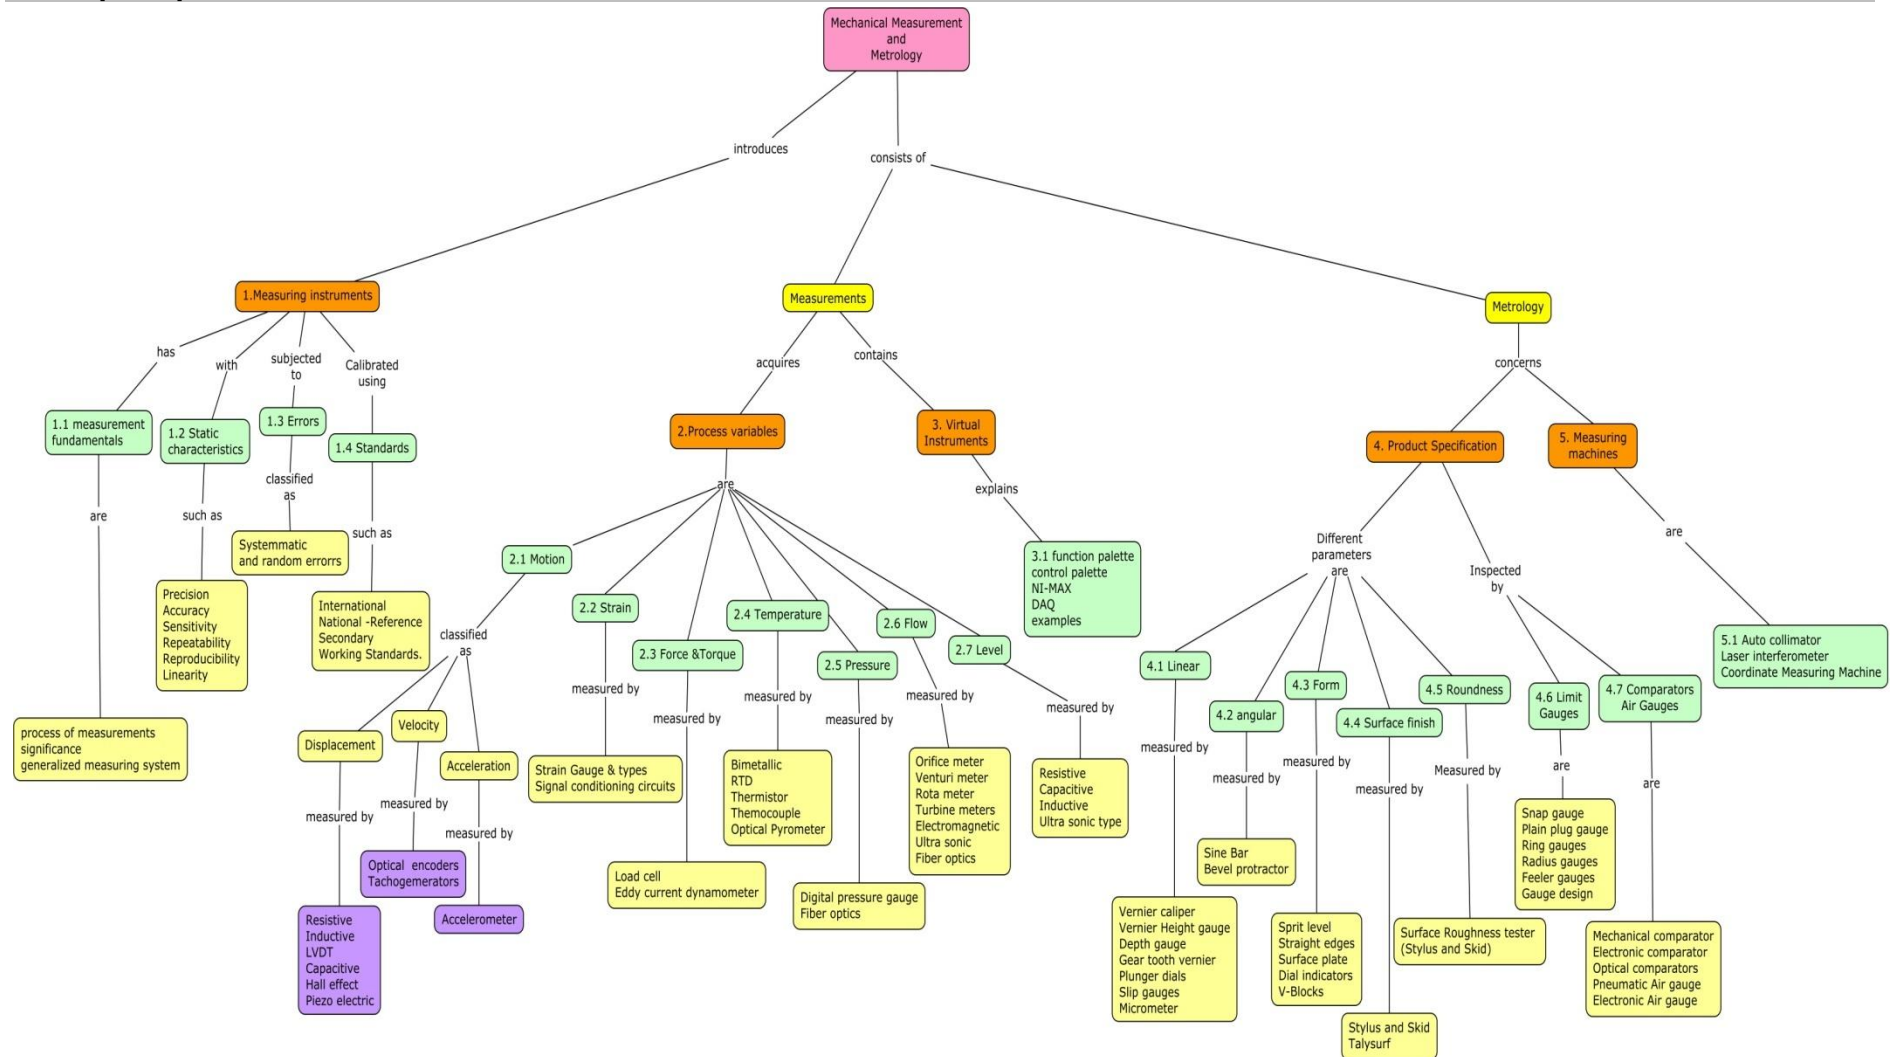 Mechanical Measurement
and
Metrology
introduces
consists of
1.Measuring instruments
Measurements
Metrology
has
with
subjected
to
Calibrated
using
acquires
contains
concerns
1.1 measurement
fundamentals
1.2 Static
characteristics
1.3 Errors
1.4 Standards
2.Process variables
3. Virtual
Instruments
4. Product Specification
5. Measuring
machines
are
such as
classified
as
such as
are
explains
Different
parameters
are
Inspected
by
are
Systemmatic
and random errorrs
Precision
Accuracy
Sensitivity
Repeatability
Reproducibility
Linearity
International
National -Reference
Secondary
Working Standards.
process of measurements
significance
generalized measuring system
2.1 Motion
2.2 Strain
2.3 Force &Torque
2.4 Temperature
2.5 Pressure
2.6 Flow
2.7 Level
3.1 function palette
control palette
NI-MAX
DAQ
examples
classified
as
Displacement
Velocity
Acceleration
measured by
measured by
measured by
Resistive
Inductive
LVDT
Capacitive
Hall effect
Piezo electric
Optical encoders
Tachogemerators
Accelerometer
measured by
Strain Gauge & types
Signal conditioning circuits
measured by
Load cell
Eddy current dynamometer
measured by
Bimetallic
RTD
Thermistor
Themocouple
Optical Pyrometer
measured by
Digital pressure gauge
Fiber optics
measured by
Orifice meter
Venturi meter
Rota meter
Turbine meters
Electromagnetic
Ultra sonic
Fiber optics
measured by
Resistive
Capacitive
Inductive
Ultra sonic type
4.1 Linear
4.2 angular
4.3 Form
4.4 Surface finish
4.5 Roundness
4.6 Limit
Gauges
4.7 Comparators
Air Gauges
5.1 Auto collimator
Laser interferometer
Coordinate Measuring Machine
measured by
Vernier caliper
Vernier Height gauge
Depth gauge
Gear tooth vernier
Plunger dials
Slip gauges
Micrometer
measured by
Sine Bar
Bevel protractor
measured by
Sprit level
Straight edges
Surface plate
Dial indicators
V-Blocks
measured by
Stylus and Skid
Talysurf
Measured by
Surface Roughness tester
(Stylus and Skid)
are
Snap gauge
Plain plug gauge
Ring gauges
Radius gauges
Feeler gauges
Gauge design
are
Mechanical comparator
Electronic comparator
Optical comparators
Pneumatic Air gauge
Electronic Air gauge